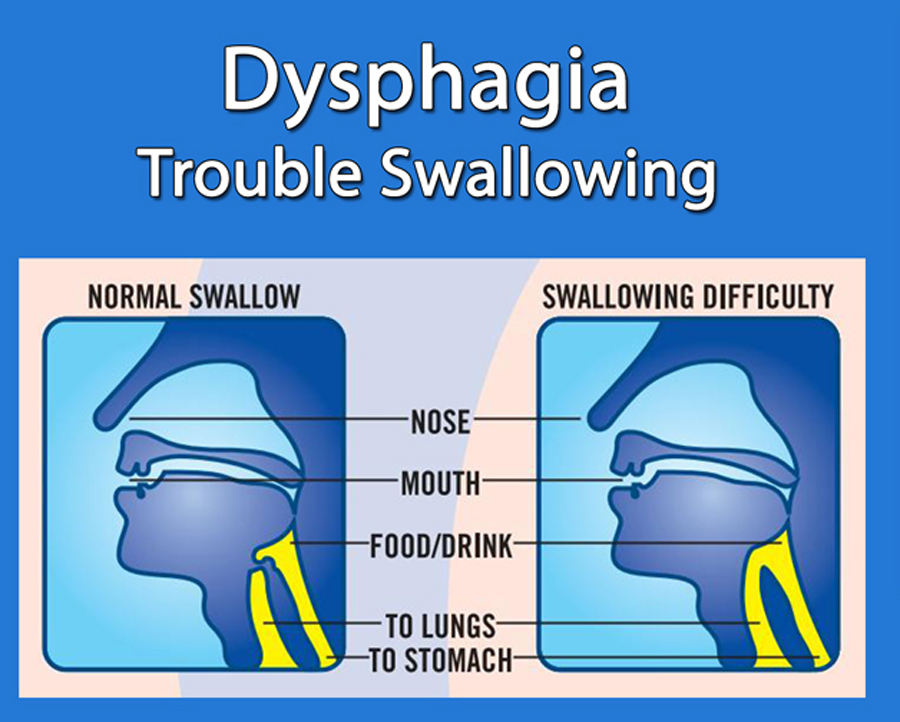 Dysphagia
Trouble Swallowing
NORMAL SWALLOW
SWALLOWING DIFFICULTY
NOSE
MOUTH
FOOD/DRINK
TO LUNGS
TO STOMACH